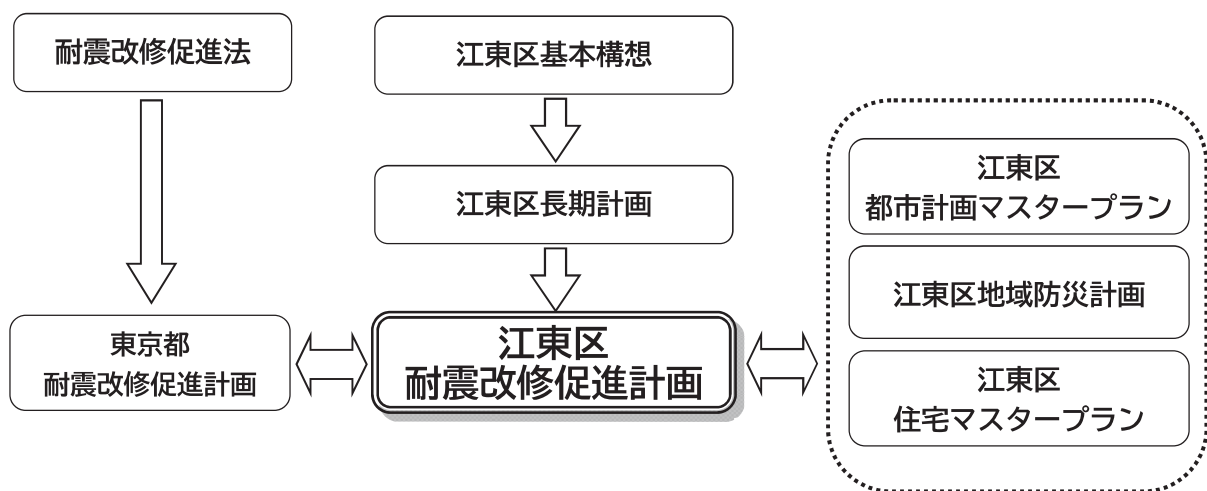 耐震改修促進法
江東区基本構想
江東区長期計画
東京都
耐震改修促進計画
江東区
耐震改修促進計画
江東区
都市計画マスタープラン
江東区地域防災計画
江東区
住宅マスタープラン